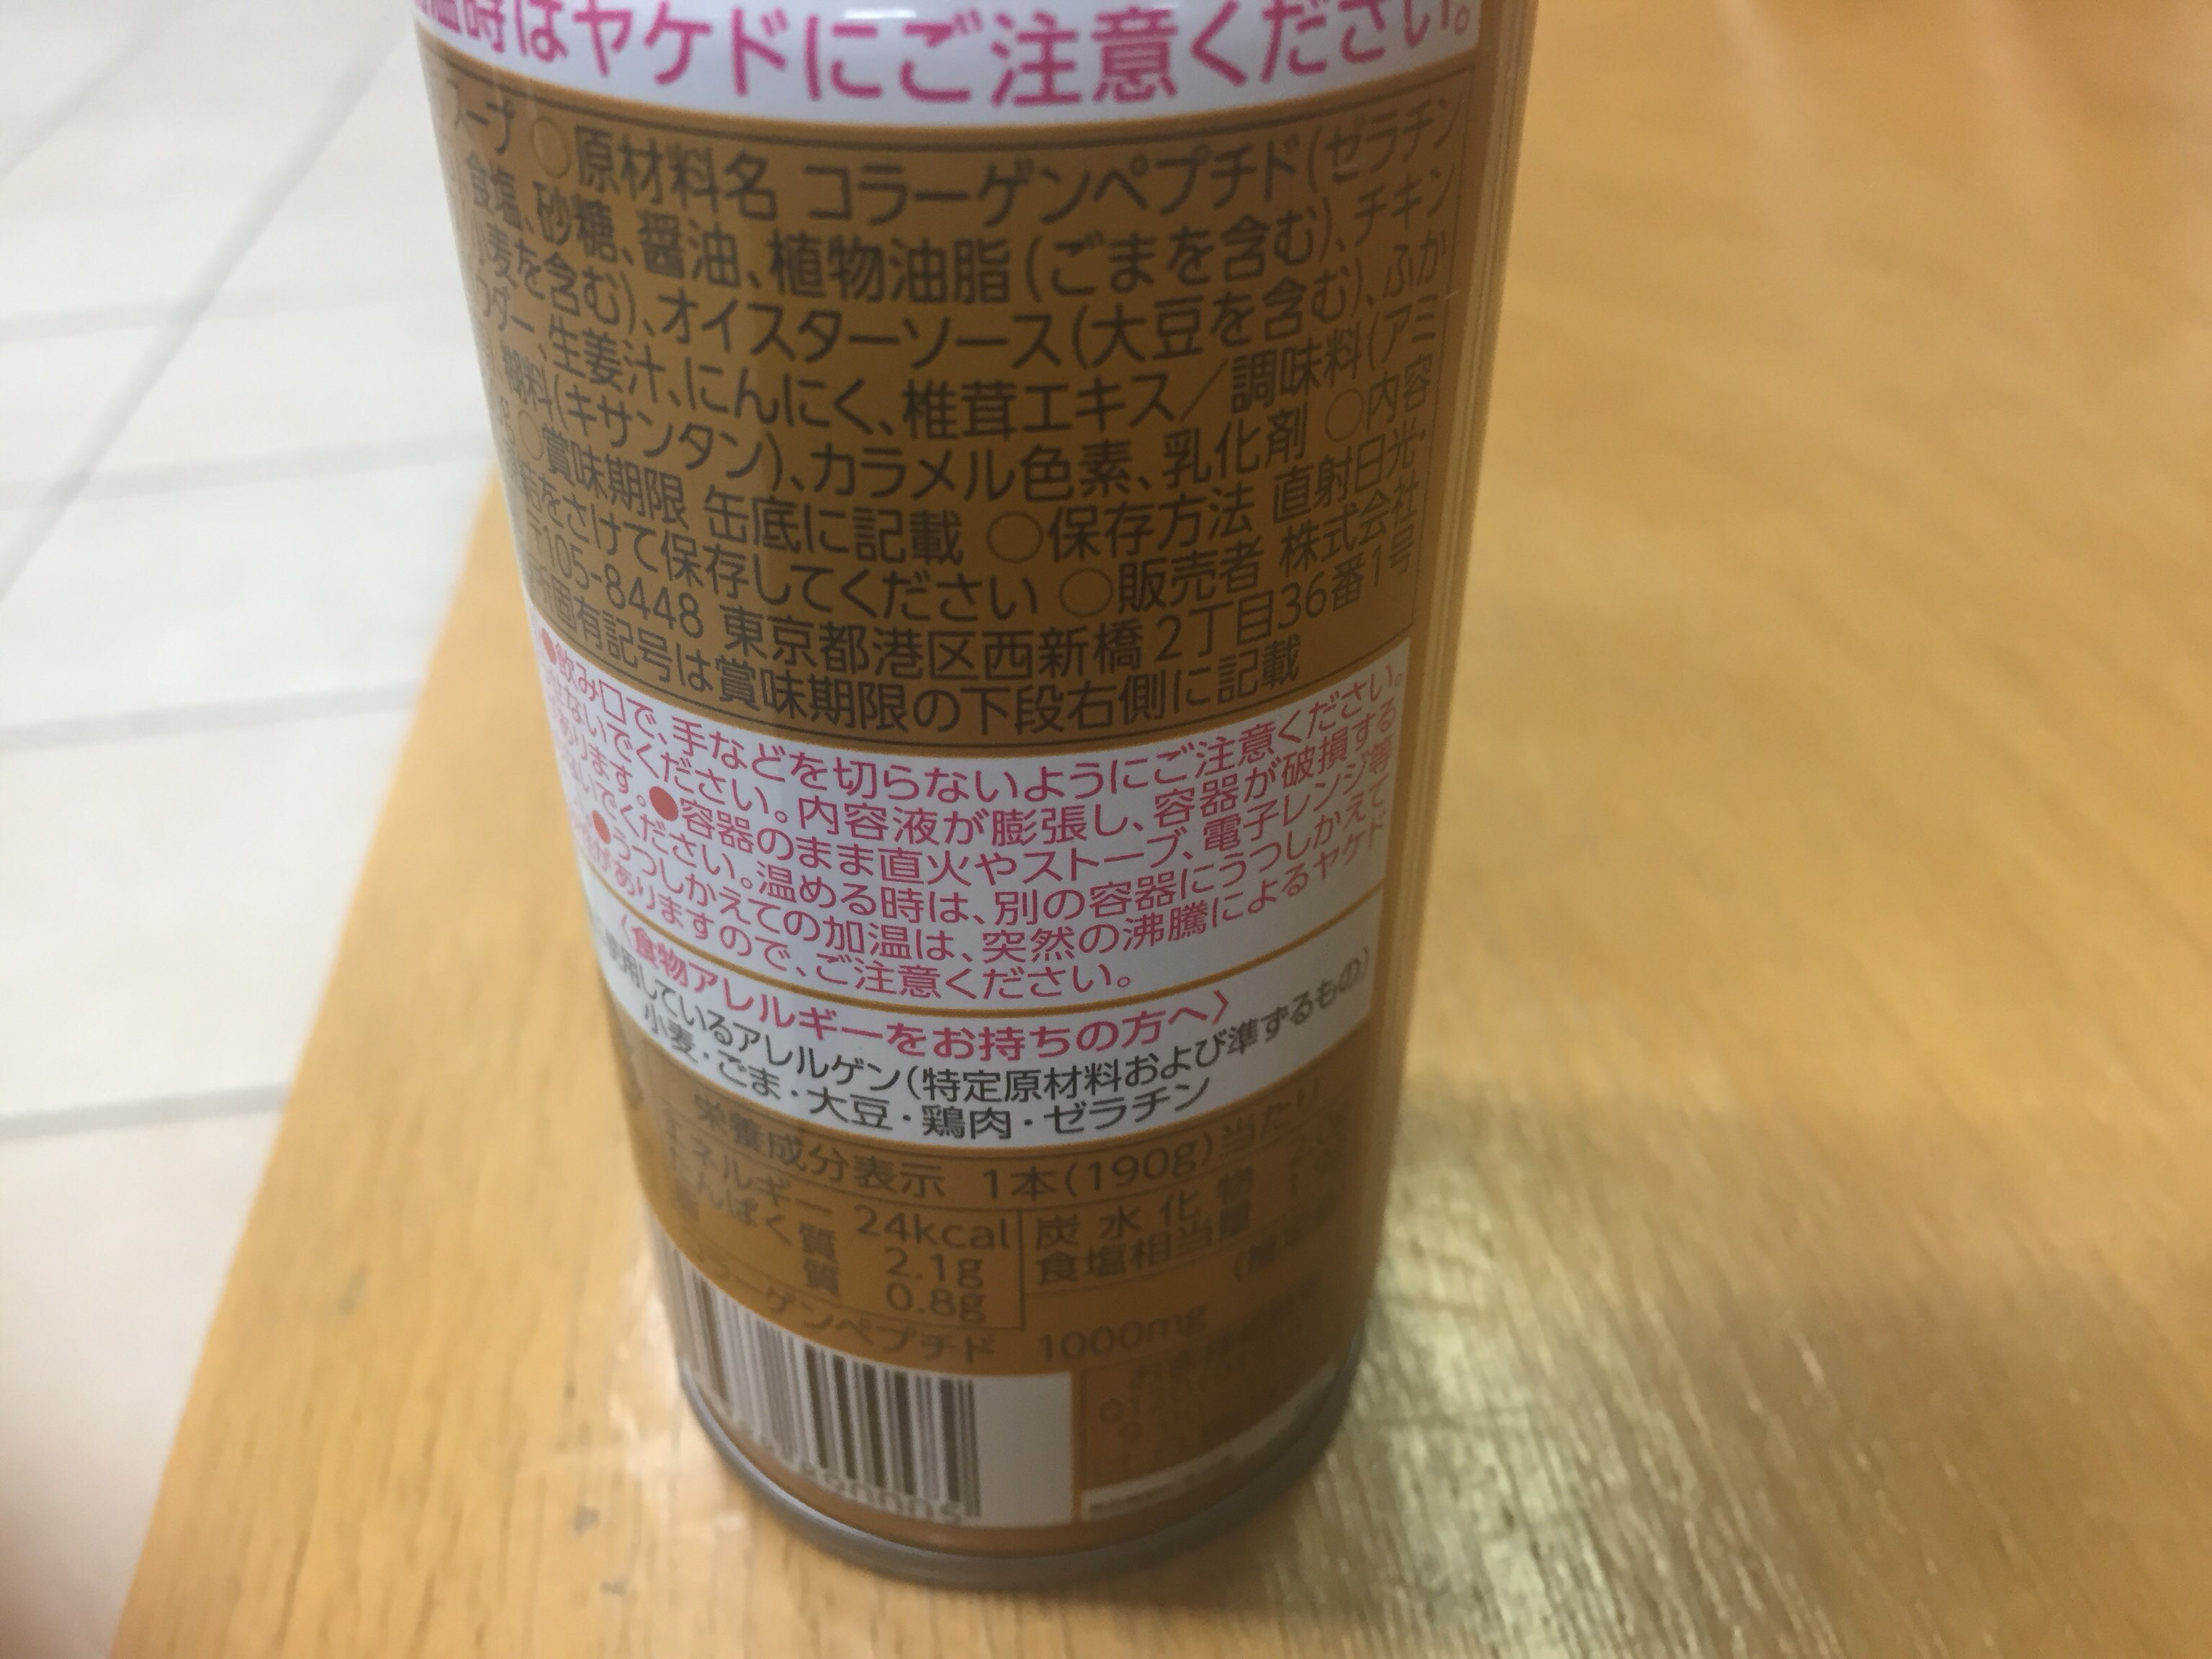 時はヤケドにご注意ください。
スープ ○原材料名 コラーゲンペプチド(ゼラチン
食塩、砂糖、醤油、植物油脂(ごまを含む)、チキン
小麦を含む)、オイスターソース(大豆を含む)、ふか
ウダー、生姜汁、にんにく、椎茸エキス/調味料(アミ
糊料(キサンタン)、カラメル色素、乳化剤 ○内容
g ○賞味期限 缶底に記載 ○保存方法 直射日光・
をさけて保存してください ○販売者 株式会社
〒105-8448 東京都港区西新橋2丁目36番1号
固有記号は賞味期限の下段右側に記載
●飲み口で、手などを切らないようにご注意ください。
ないでください。内容液が膨張し、容器が破損する
あります。●容器のまま直火やストーブ、電子レンジ等
ないでください。温める時は、別の容器にうつしかえて
●うつしかえての加温は、突然の沸騰によるヤケド
がありますので、ご注意ください。
〈食物アレルギーをお持ちの方へ〉
使用しているアレルゲン(特定原材料および準ずるもの)
小麦・ごま・大豆・鶏肉・ゼラチン
栄養成分表示 1本(190g)当たり
エネルギー 24kcal 炭水化物
たんぱく質 2.1g 食塩相当量
質 0.8g
コラーゲンペプチド 1000mg